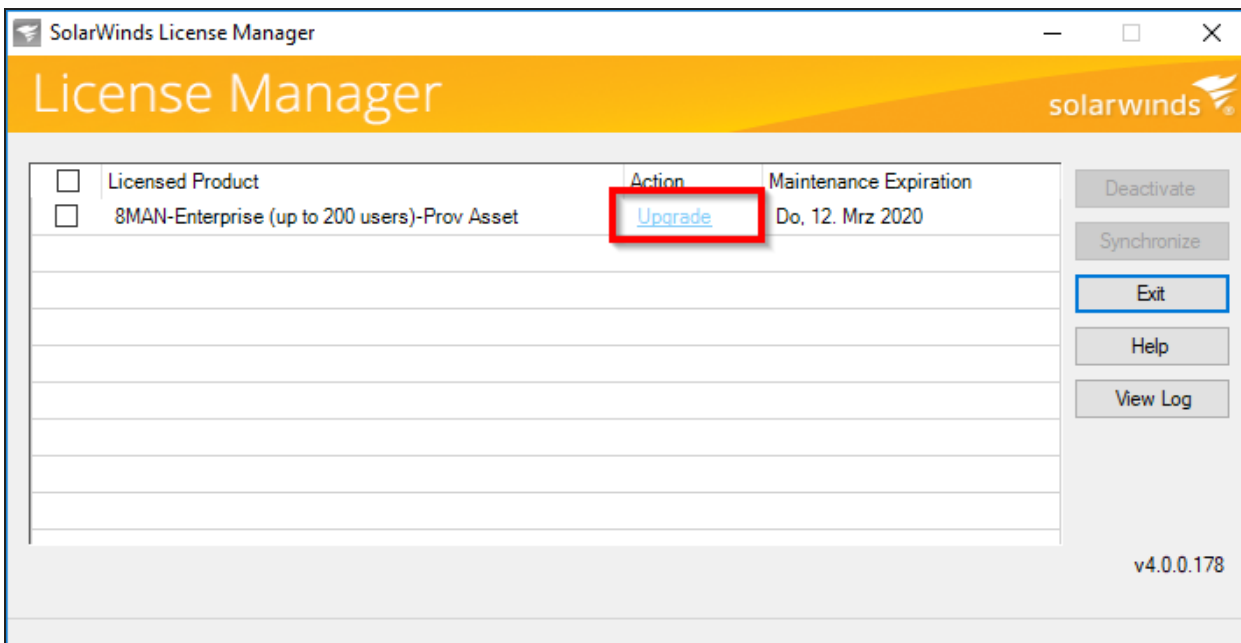 SolarWinds License Manager
License Manager
solarwinds
Licensed Product Action Maintenance Expiration
8MAN-Enterprise (up to 200 users)-Prov Asset Upgrade Do, 12. Mrz 2020
Deactivate
Synchronize
Exit
Help
View Log
v4.0.0.178